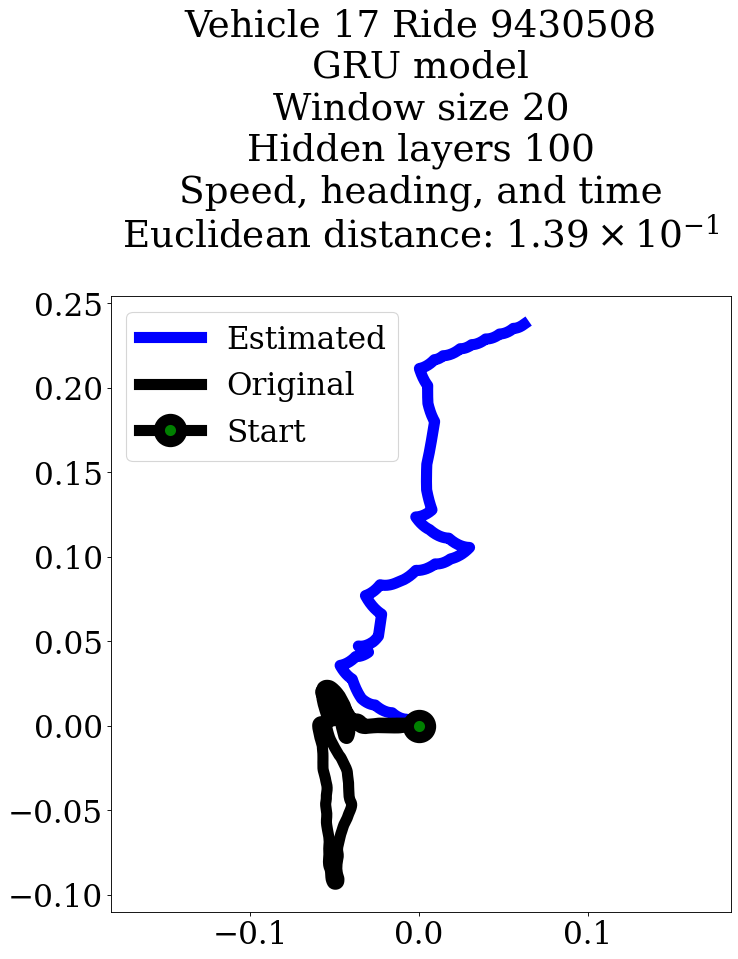 Vehicle 17 Ride 9430508
GRU model
Window size 20
Hidden layers 100
Speed, heading, and time
Euclidean distance: 1.39 × 10⁻¹
Estimated
Original
Start
0.25
0.20
0.15
0.10
0.05
0.00
−0.05
−0.10
−0.1 0.0 0.1